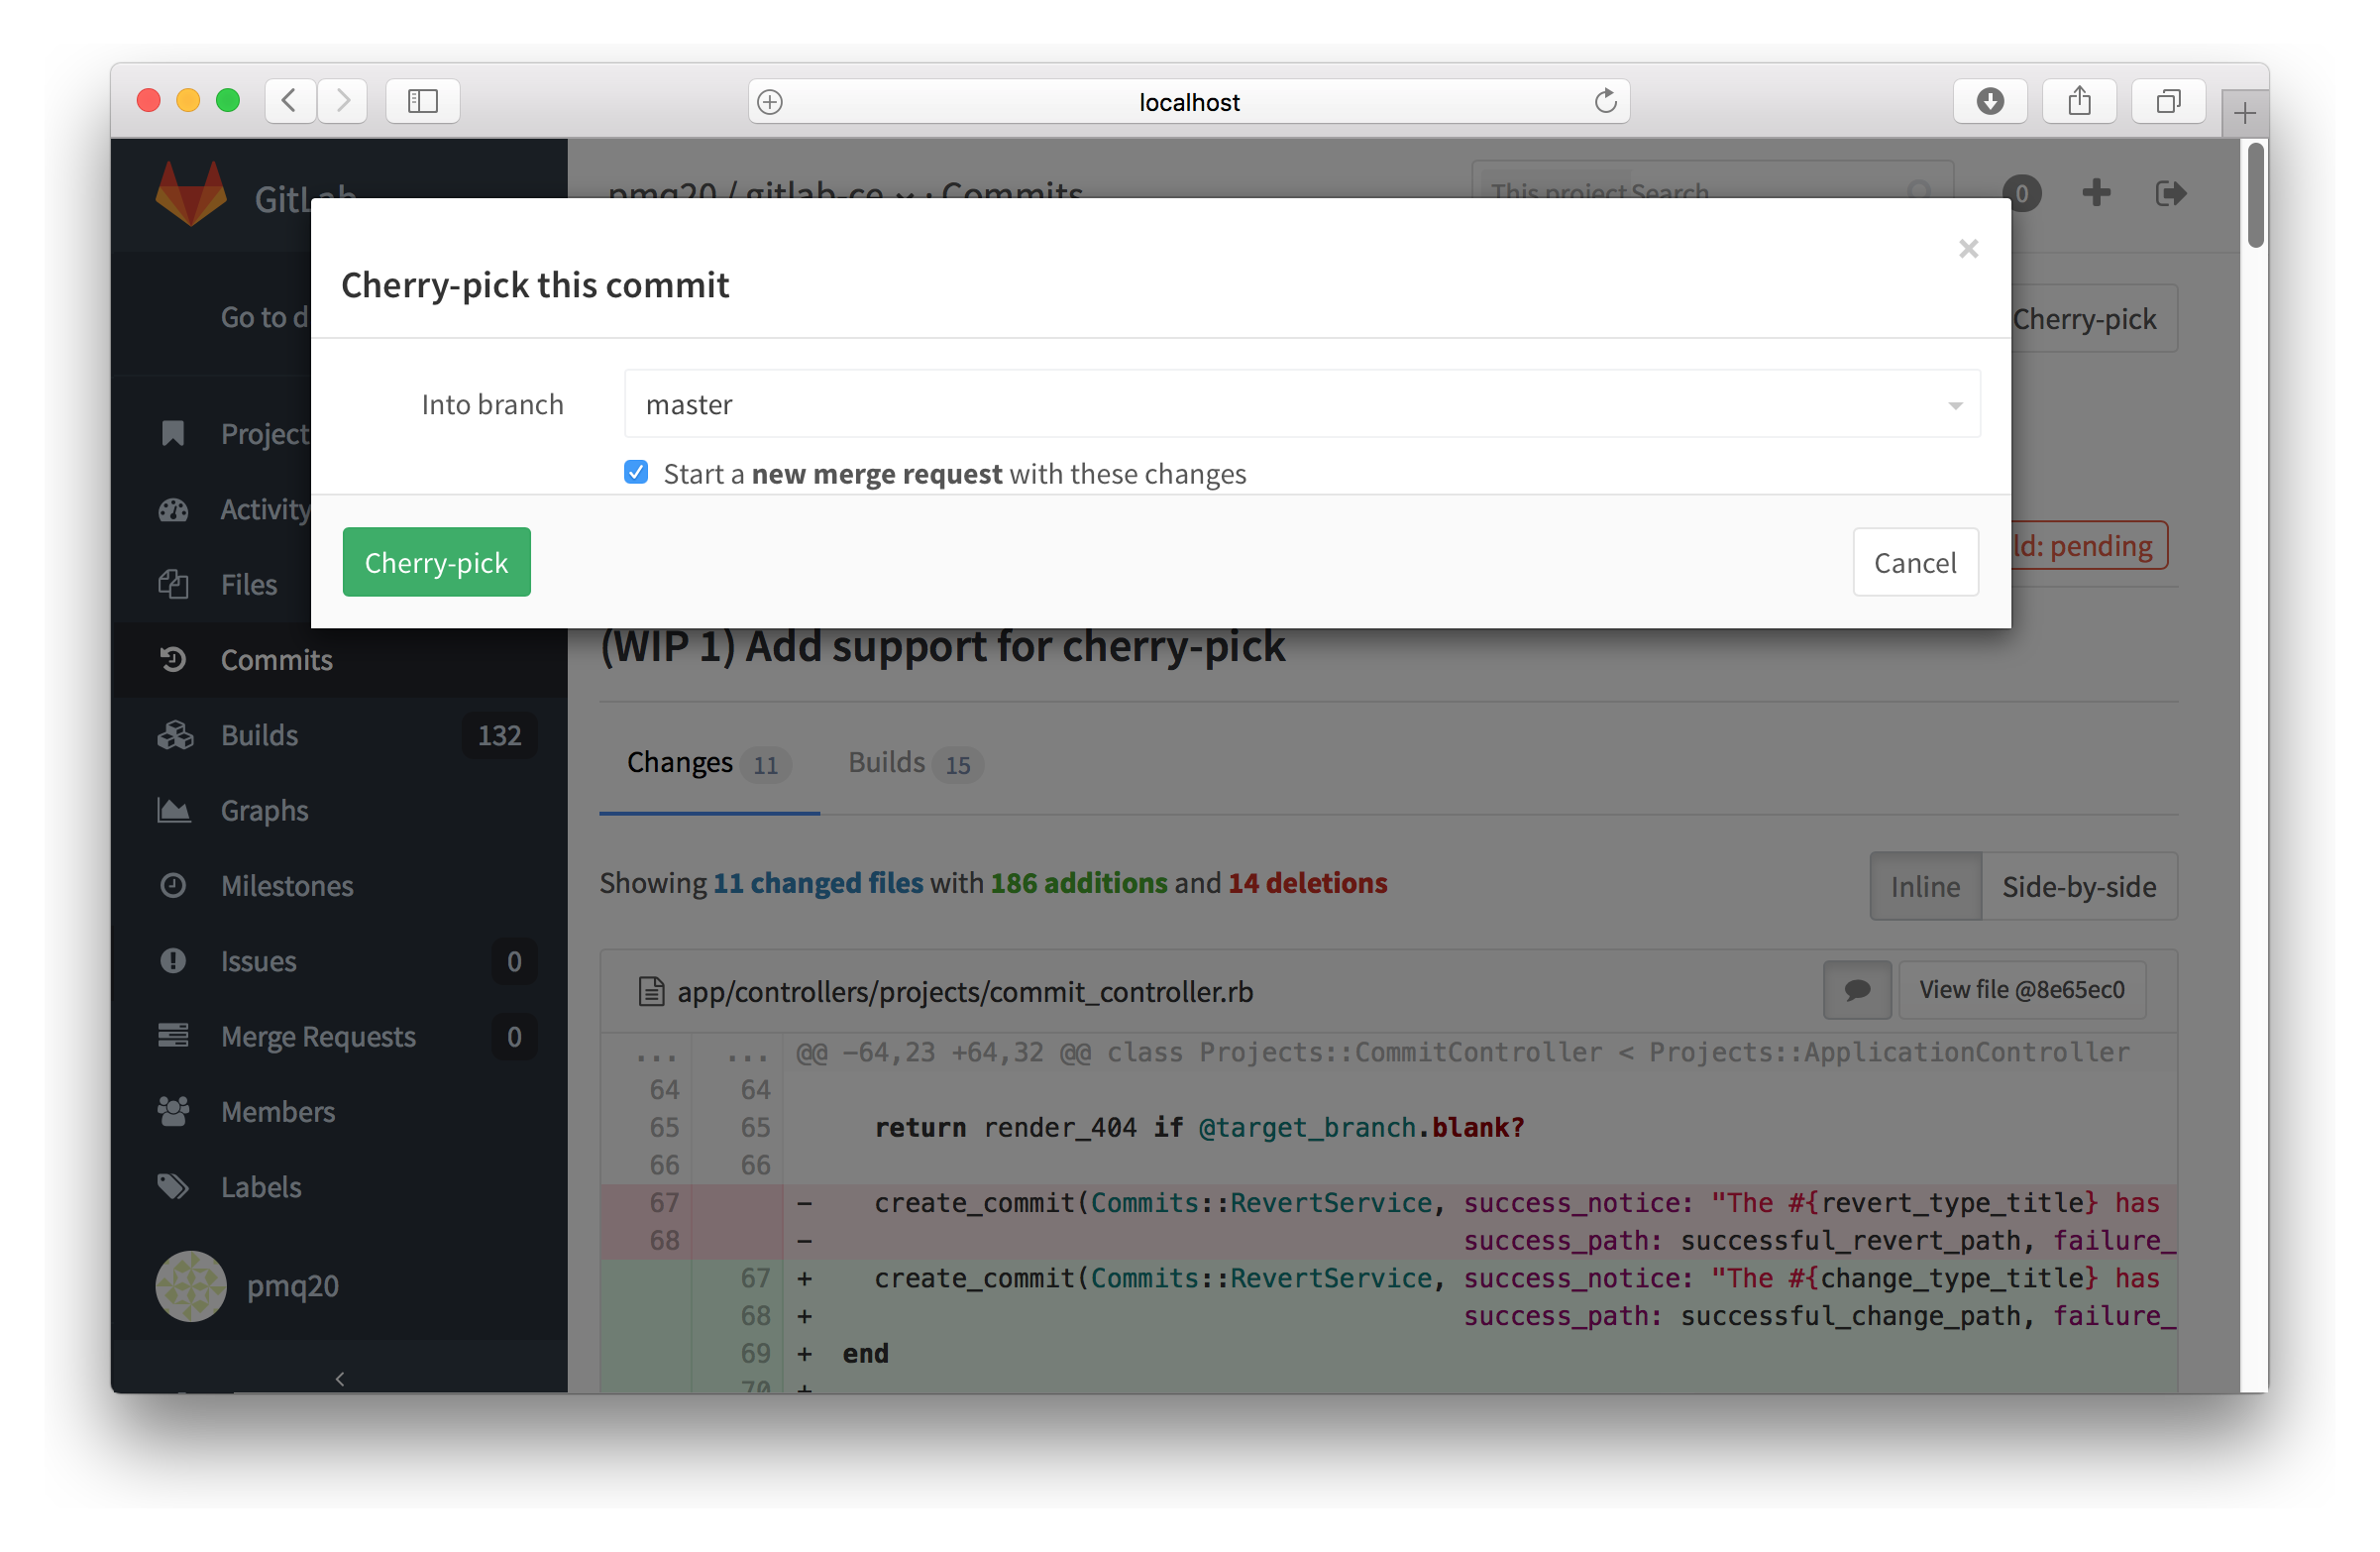 localhost
GitLab
pmq20 / gitlab-ce · Commits
This project Search
0
Cherry-pick this commit
Go to d
Cherry-pick
Into branch
master
Project
Start a new merge request with these changes
Activity
Cherry-pick
Cancel
ld: pending
Files
(WIP 1) Add support for cherry-pick
Commits
Builds 132
Changes 11
Builds 15
Graphs
Milestones
Showing 11 changed files with 186 additions and 14 deletions
Inline
Side-by-side
Issues 0
app/controllers/projects/commit_controller.rb
View file @8e65ec0
Merge Requests 0
... ... @@ -64,23 +64,32 @@ class Projects::CommitController < Projects::ApplicationController
64 64
Members
65 65 return render_404 if @target_branch.blank?
66 66
Labels
67 - create_commit(Commits::RevertService, success_notice: "The #{revert_type_title} has
68 - success_path: successful_revert_path, failure_
pmq20
67 + create_commit(Commits::RevertService, success_notice: "The #{change_type_title} has
68 + success_path: successful_change_path, failure_
69 + end
70 +